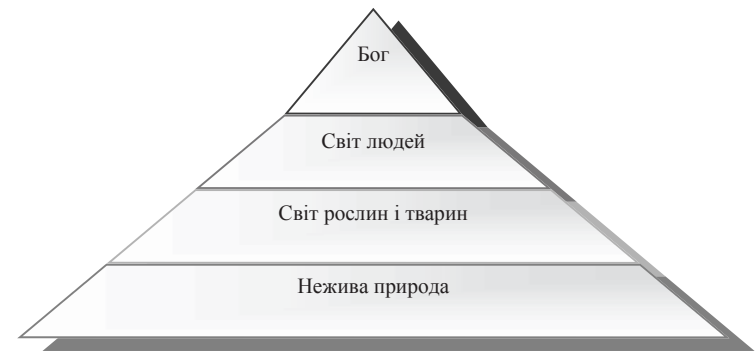 Бог
Світ людей
Світ рослин і тварин
Нежива природа